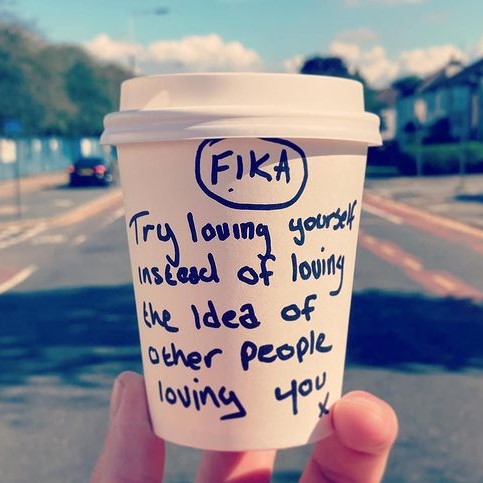 FIKA
Try loving yourself
instead of loving
the Idea of
other people
loving you
x